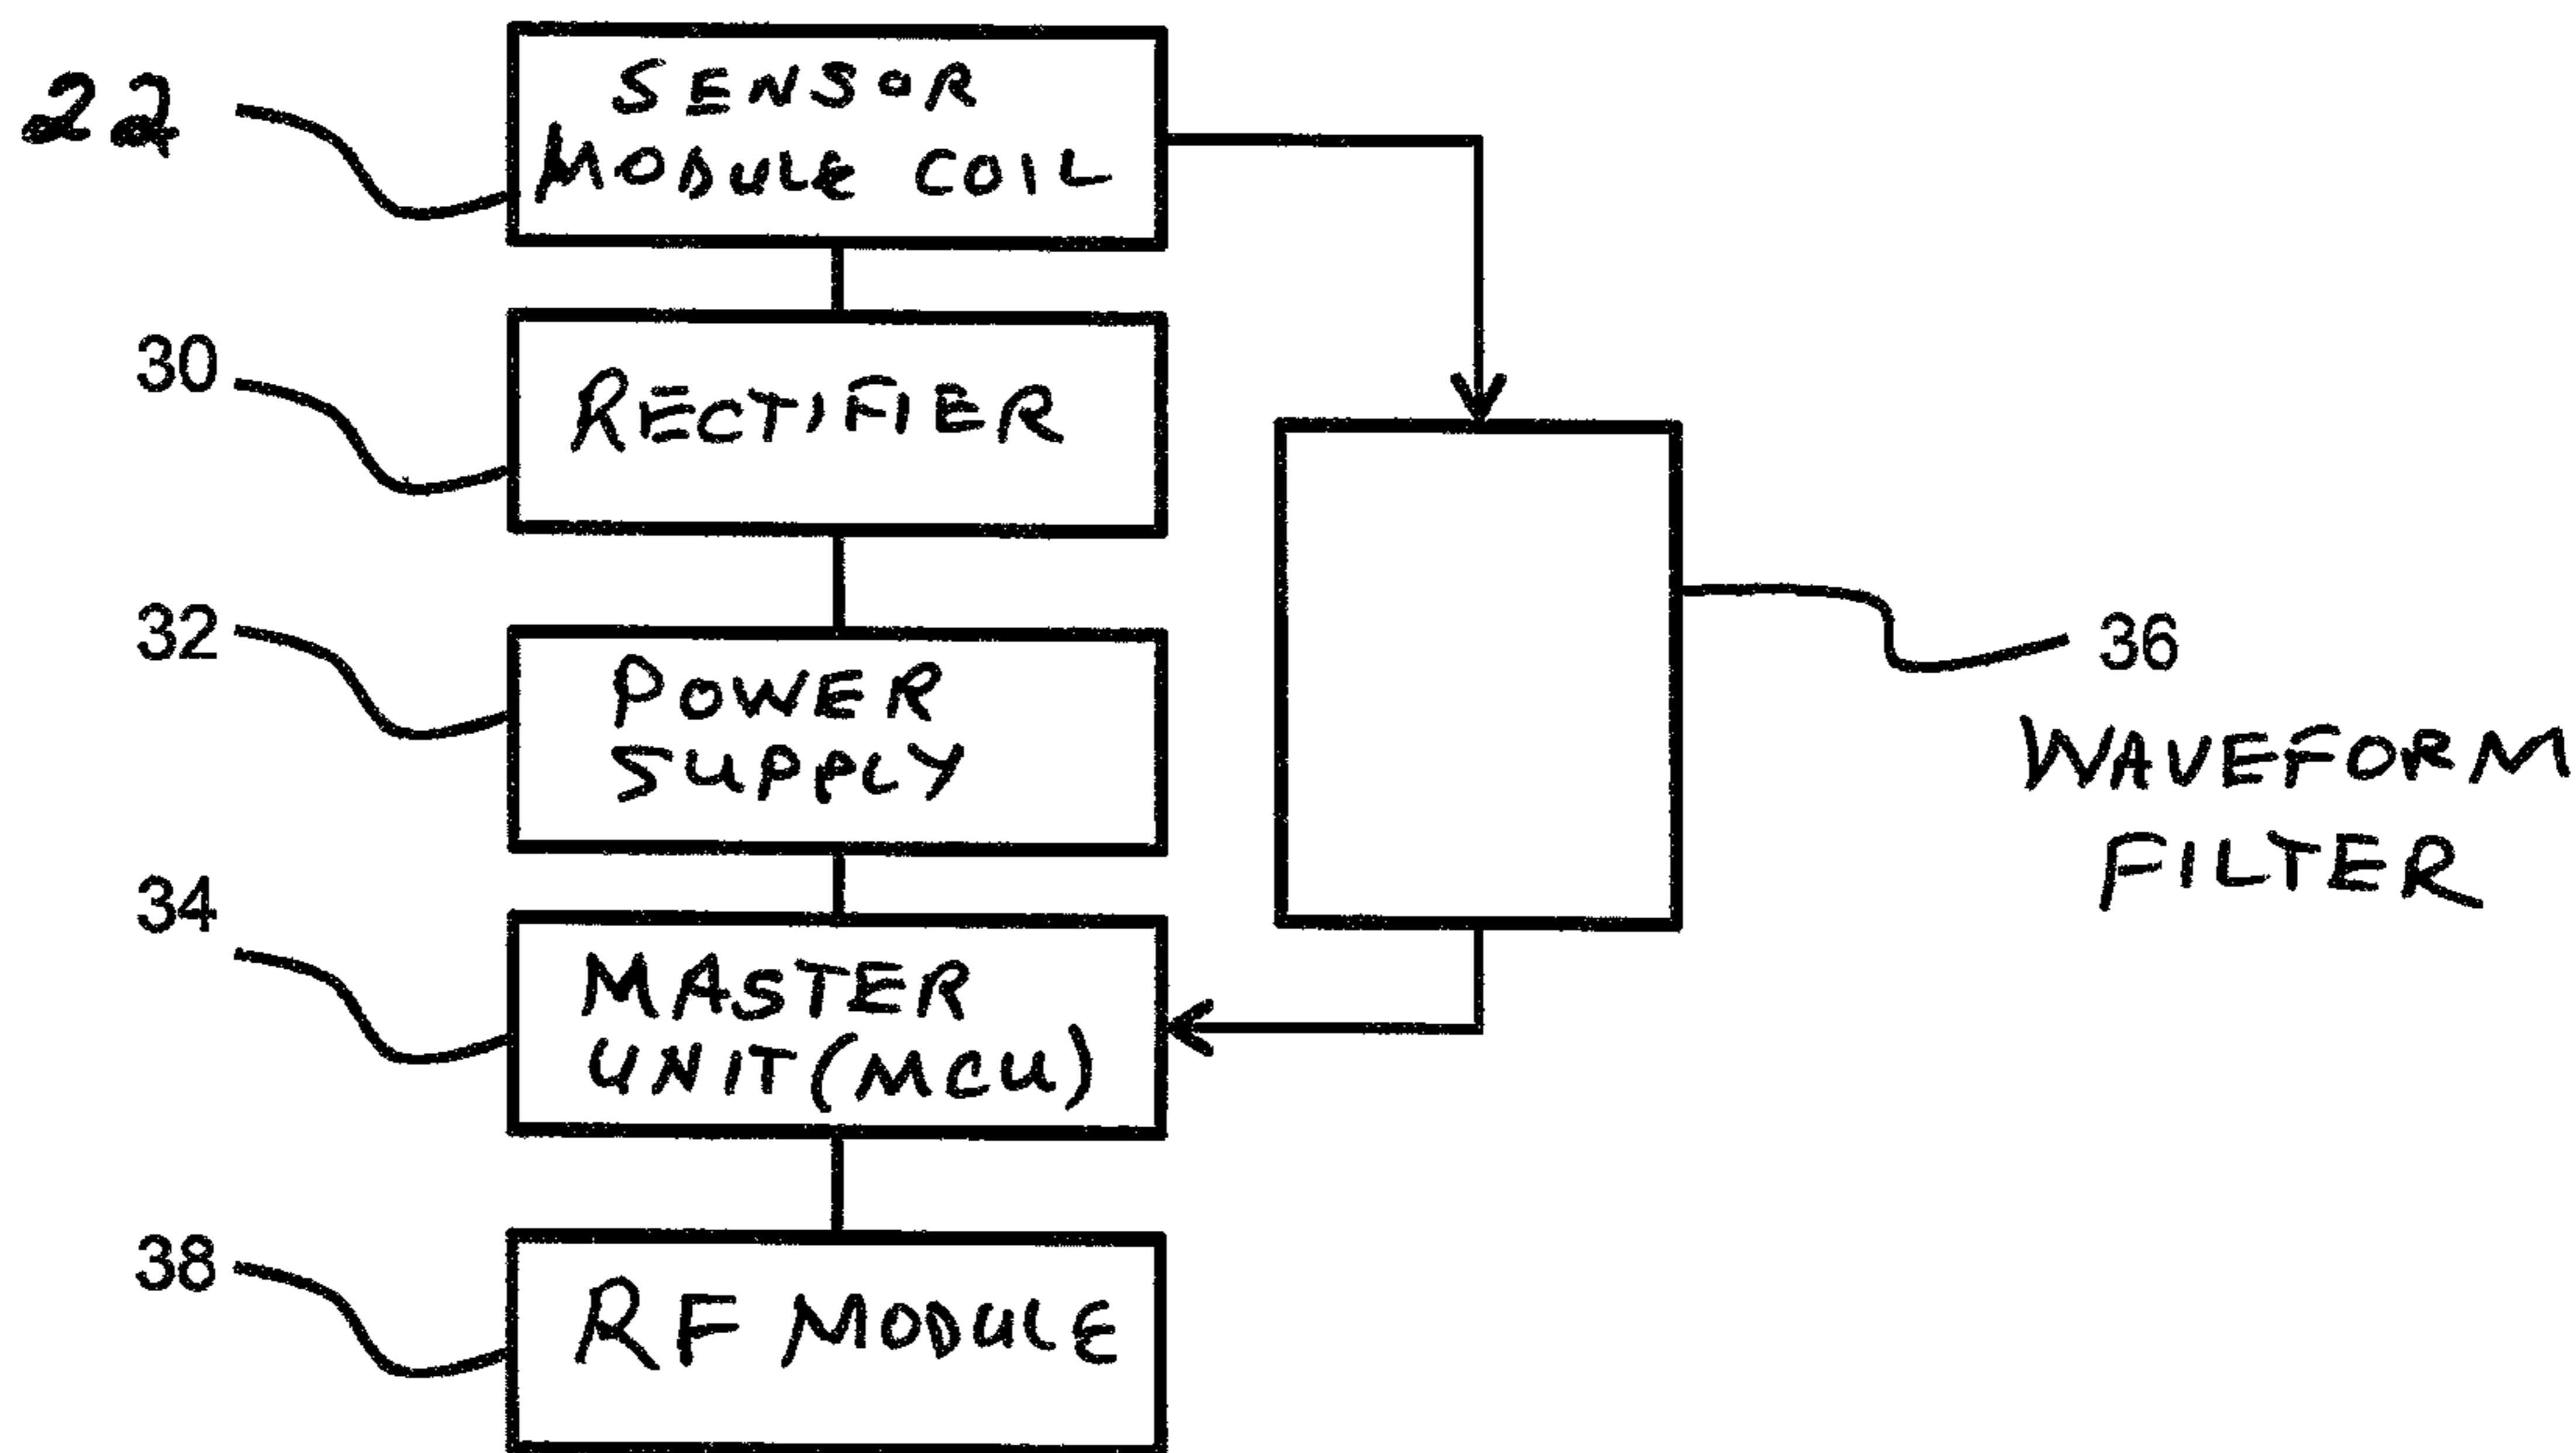 22
SENSOR
MODULE COIL
30
RECTIFIER
32
POWER
SUPPLY
34
MASTER
UNIT (MCU)
36
WAVEFORM
FILTER
38
RF MODULE